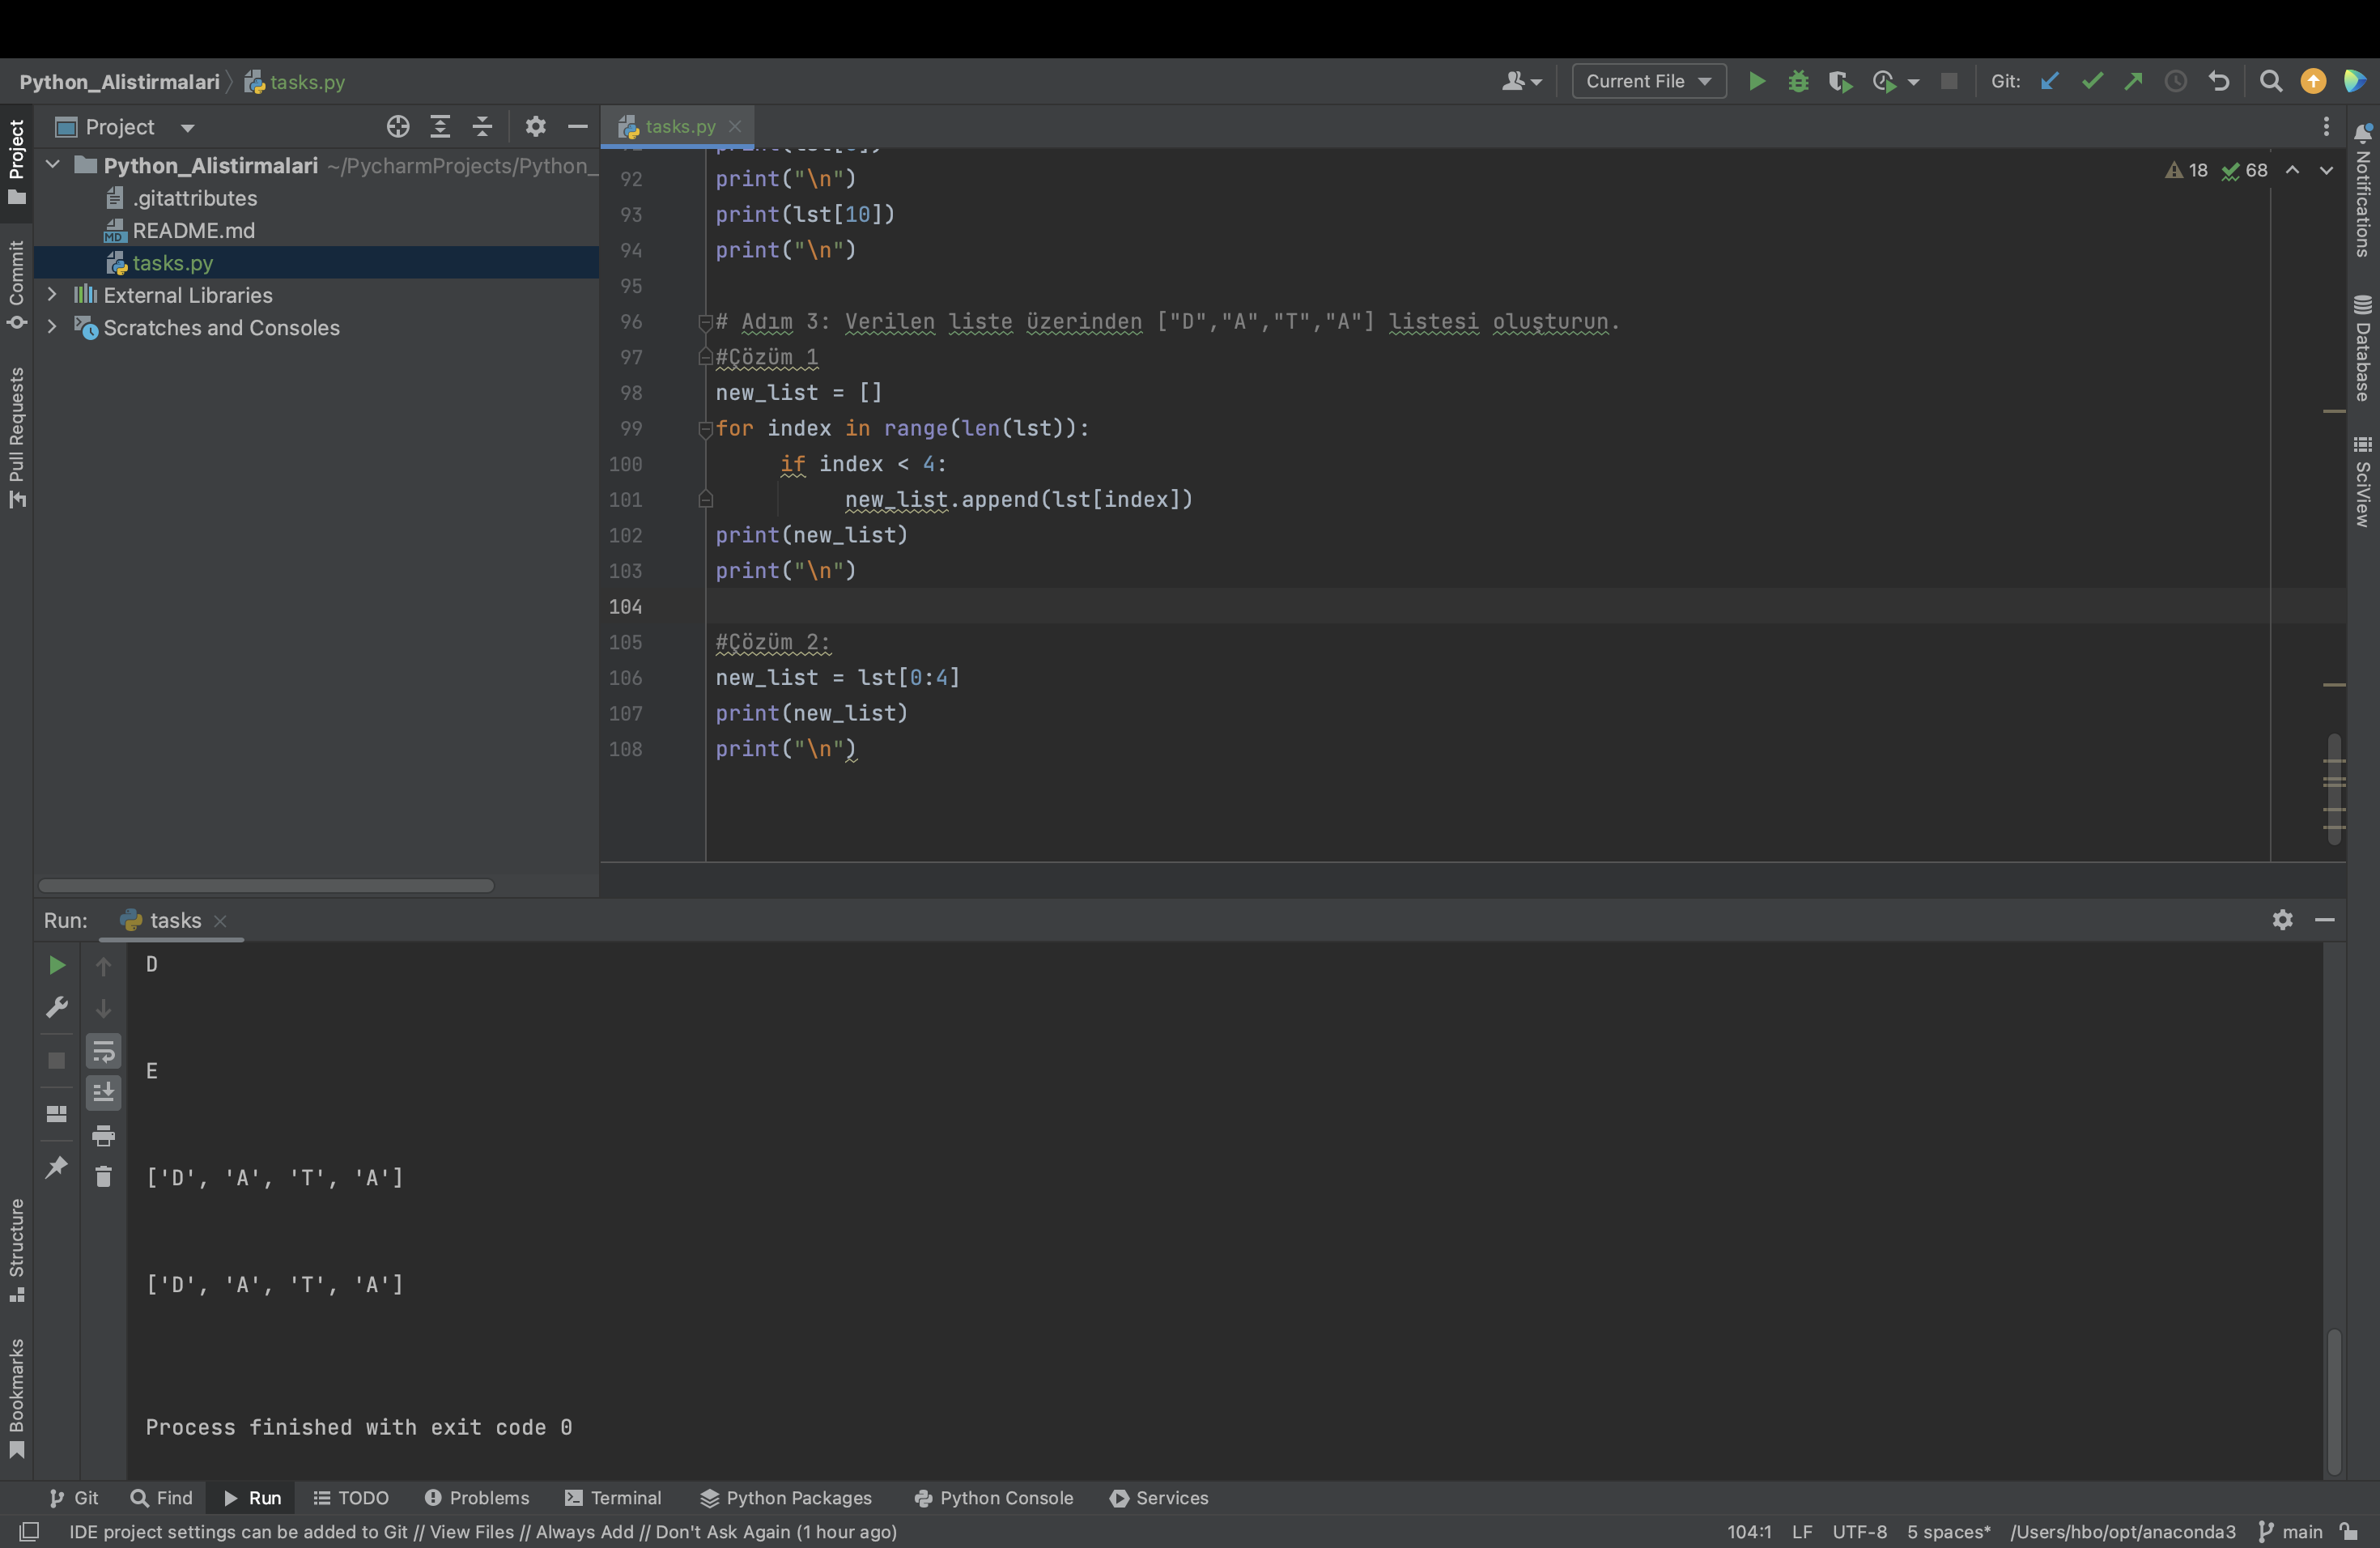 Python_Alistirmalari
tasks.py
Current File
Git:
Project
tasks.py
Python_Alistirmalari ~/PycharmProjects/Python_
.gitattributes
README.md
tasks.py
External Libraries
Scratches and Consoles
Project
Commit
Pull Requests
Structure
Bookmarks
Notifications
Database
SciView
18 68
92 print("\n")
93 print(lst[10])
94 print("\n")
95
96 # Adım 3: Verilen liste üzerinden ["D","A","T","A"] listesi oluşturun.
97 #Çözüm 1
98 new_list = []
99 for index in range(len(lst)):
100 if index < 4:
101 new_list.append(lst[index])
102 print(new_list)
103 print("\n")
104
105 #Çözüm 2:
106 new_list = lst[0:4]
107 print(new_list)
108 print("\n")
Run: tasks
D
E
['D', 'A', 'T', 'A']
['D', 'A', 'T', 'A']
Process finished with exit code 0
Git Find Run TODO Problems Terminal Python Packages Python Console Services
IDE project settings can be added to Git // View Files // Always Add // Don't Ask Again (1 hour ago)
104:1 LF UTF-8 5 spaces* /Users/hbo/opt/anaconda3 main